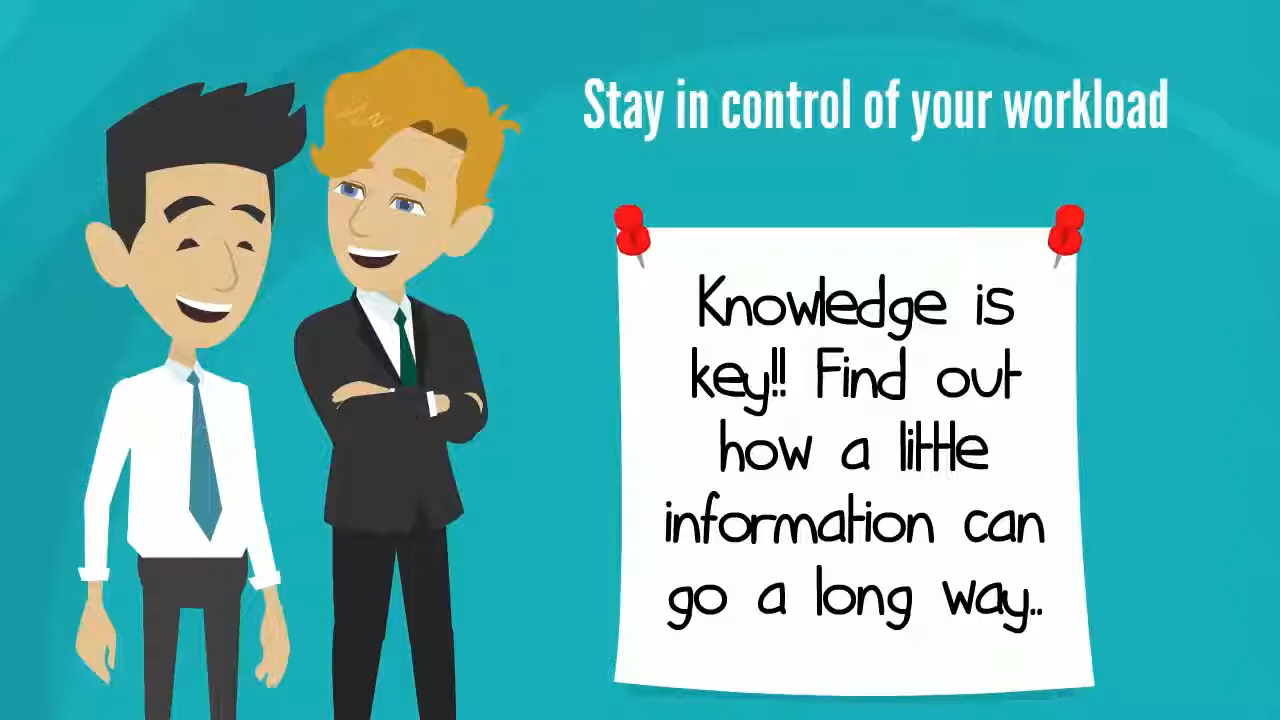 Stay in control of your workload
Knowledge is
key!! Find out
how a little
information can
go a long way..